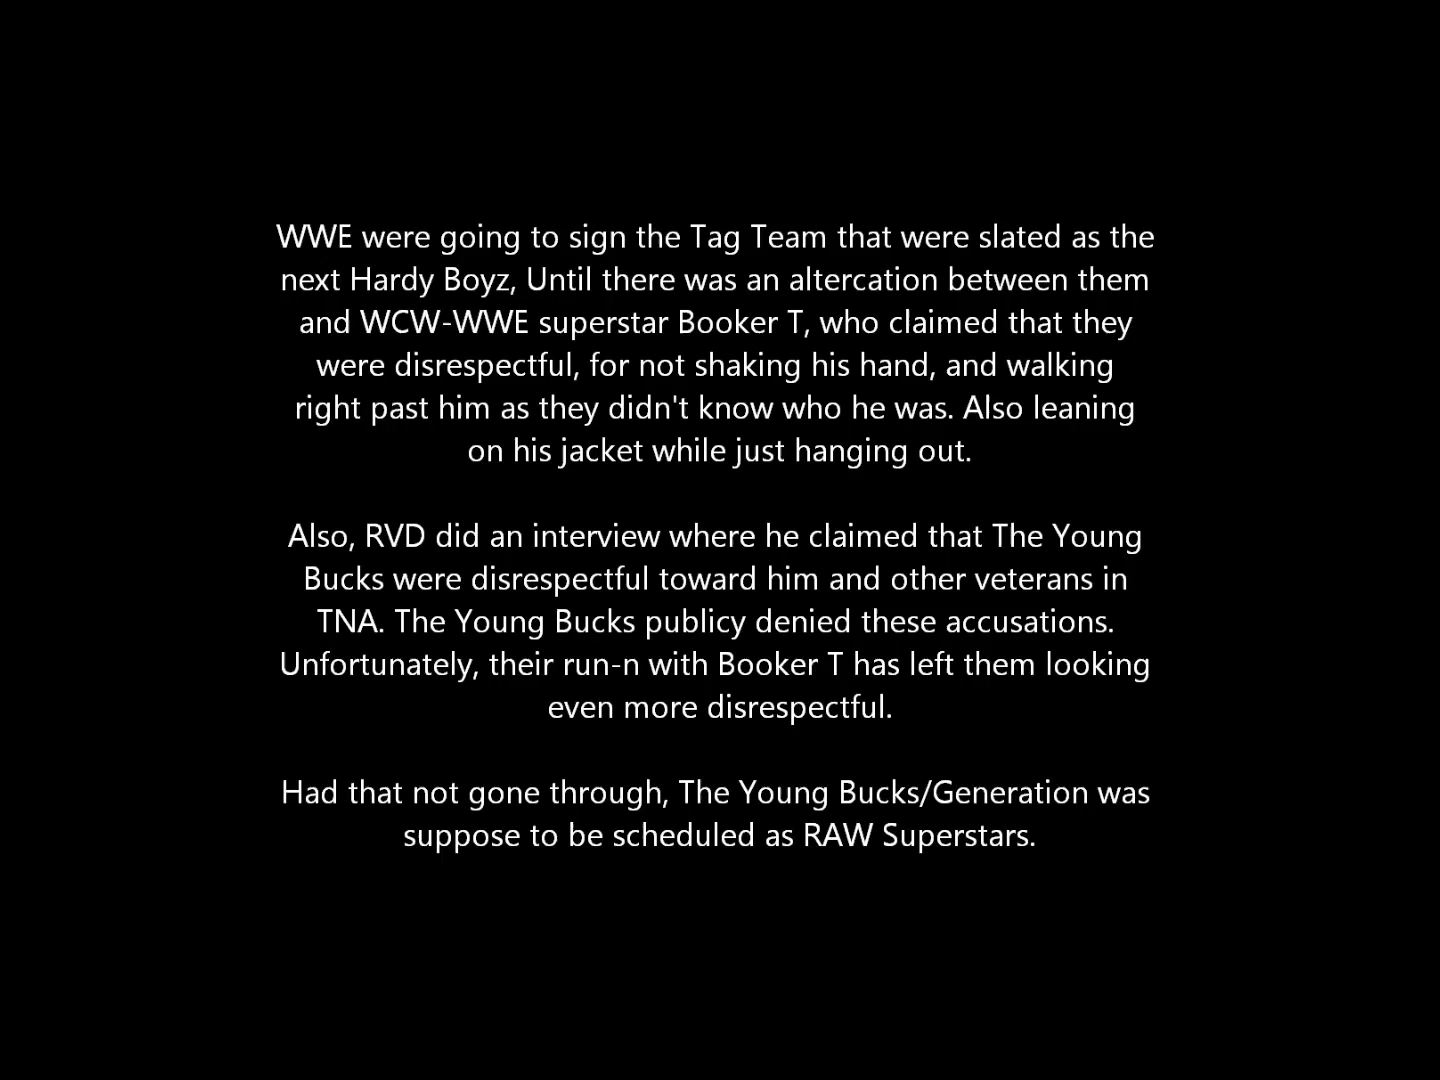 WWE were going to sign the Tag Team that were slated as the
next Hardy Boyz, Until there was an altercation between them
and WCW-WWE superstar Booker T, who claimed that they
were disrespectful, for not shaking his hand, and walking
right past him as they didn't know who he was. Also leaning
on his jacket while just hanging out.
Also, RVD did an interview where he claimed that The Young
Bucks were disrespectful toward him and other veterans in
TNA. The Young Bucks publicy denied these accusations.
Unfortunately, their run-n with Booker T has left them looking
even more disrespectful.
Had that not gone through, The Young Bucks/Generation was
suppose to be scheduled as RAW Superstars.